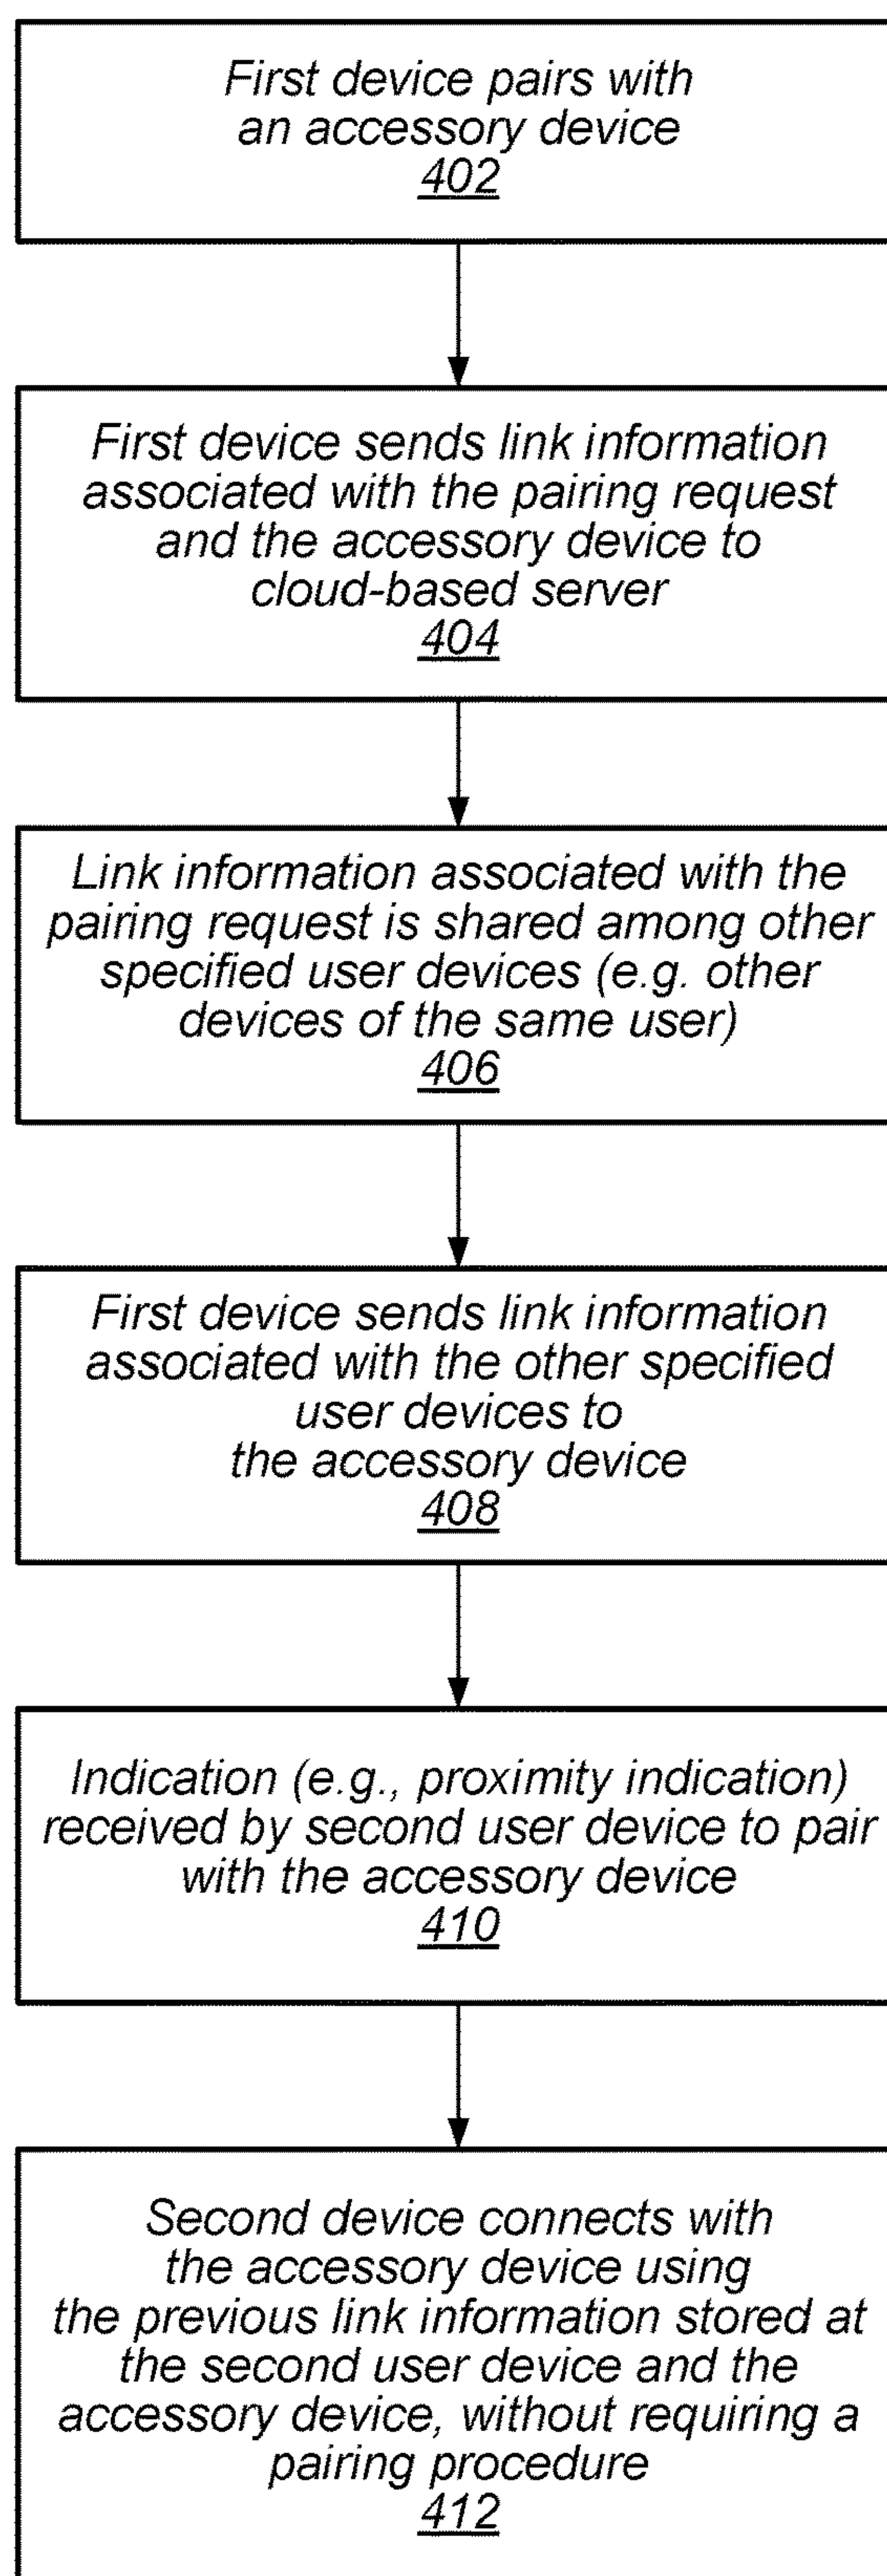 First device pairs with
an accessory device
402
First device sends link information
associated with the pairing request
and the accessory device to
cloud-based server
404
Link information associated with the
pairing request is shared among other
specified user devices (e.g. other
devices of the same user)
406
First device sends link information
associated with the other specified
user devices to
the accessory device
408
Indication (e.g., proximity indication)
received by second user device to pair
with the accessory device
410
Second device connects with
the accessory device using
the previous link information stored at
the second user device and the
accessory device, without requiring a
pairing procedure
412